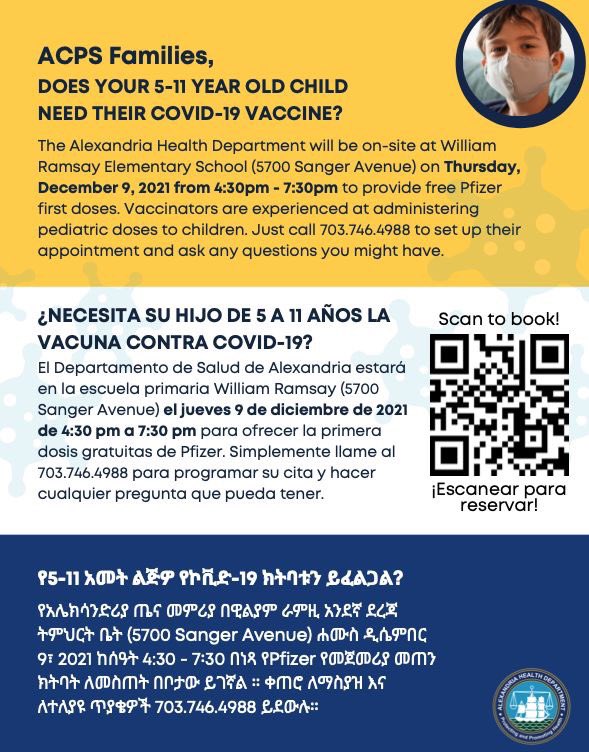 ACPS Families,
DOES YOUR 5-11 YEAR OLD CHILD
NEED THEIR COVID-19 VACCINE?
The Alexandria Health Department will be on-site at William
Ramsay Elementary School (5700 Sanger Avenue) on Thursday,
December 9, 2021 from 4:30pm - 7:30pm to provide free Pfizer
first doses. Vaccinators are experienced at administering
pediatric doses to children. Just call 703.746.4988 to set up their
appointment and ask any questions you might have.
¿NECESITA SU HIJO DE 5 A 11 AÑOS LA
VACUNA CONTRA COVID-19?
El Departamento de Salud de Alexandria estará
en la escuela primaria William Ramsay (5700
Sanger Avenue) el jueves 9 de diciembre de 2021
de 4:30 pm a 7:30 pm para ofrecer la primera
dosis gratuitas de Pfizer. Simplemente llame al
703.746.4988 para programar su cita y hacer
cualquier pregunta que pueda tener.
Scan to book!
¡Escanear para
reservar!
የ5-11 አመት ልጅዎ የኮቪድ-19 ክትባቱን ይፈልጋል?
የአሌክሳንድሪያ ጤና መምሪያ በዊልያም ራምዚ አንደኛ ደረጃ
ትምህርት ቤት (5700 Sanger Avenue) ሐሙስ ዲሴምበር
9፣ 2021 ከሰዓት 4:30 - 7:30 በነጻ የPfizer የመጀመሪያ መጠን
ክትባት ለመስጠት በቦታው ይገኛል ። ቀጠሮ ለማስያዝ እና
ለተለያዩ ጥያቄዎች 703.746.4988 ይደውሉ።
ALEXANDRIA HEALTH DEPARTMENT
Protecting and Promoting Health